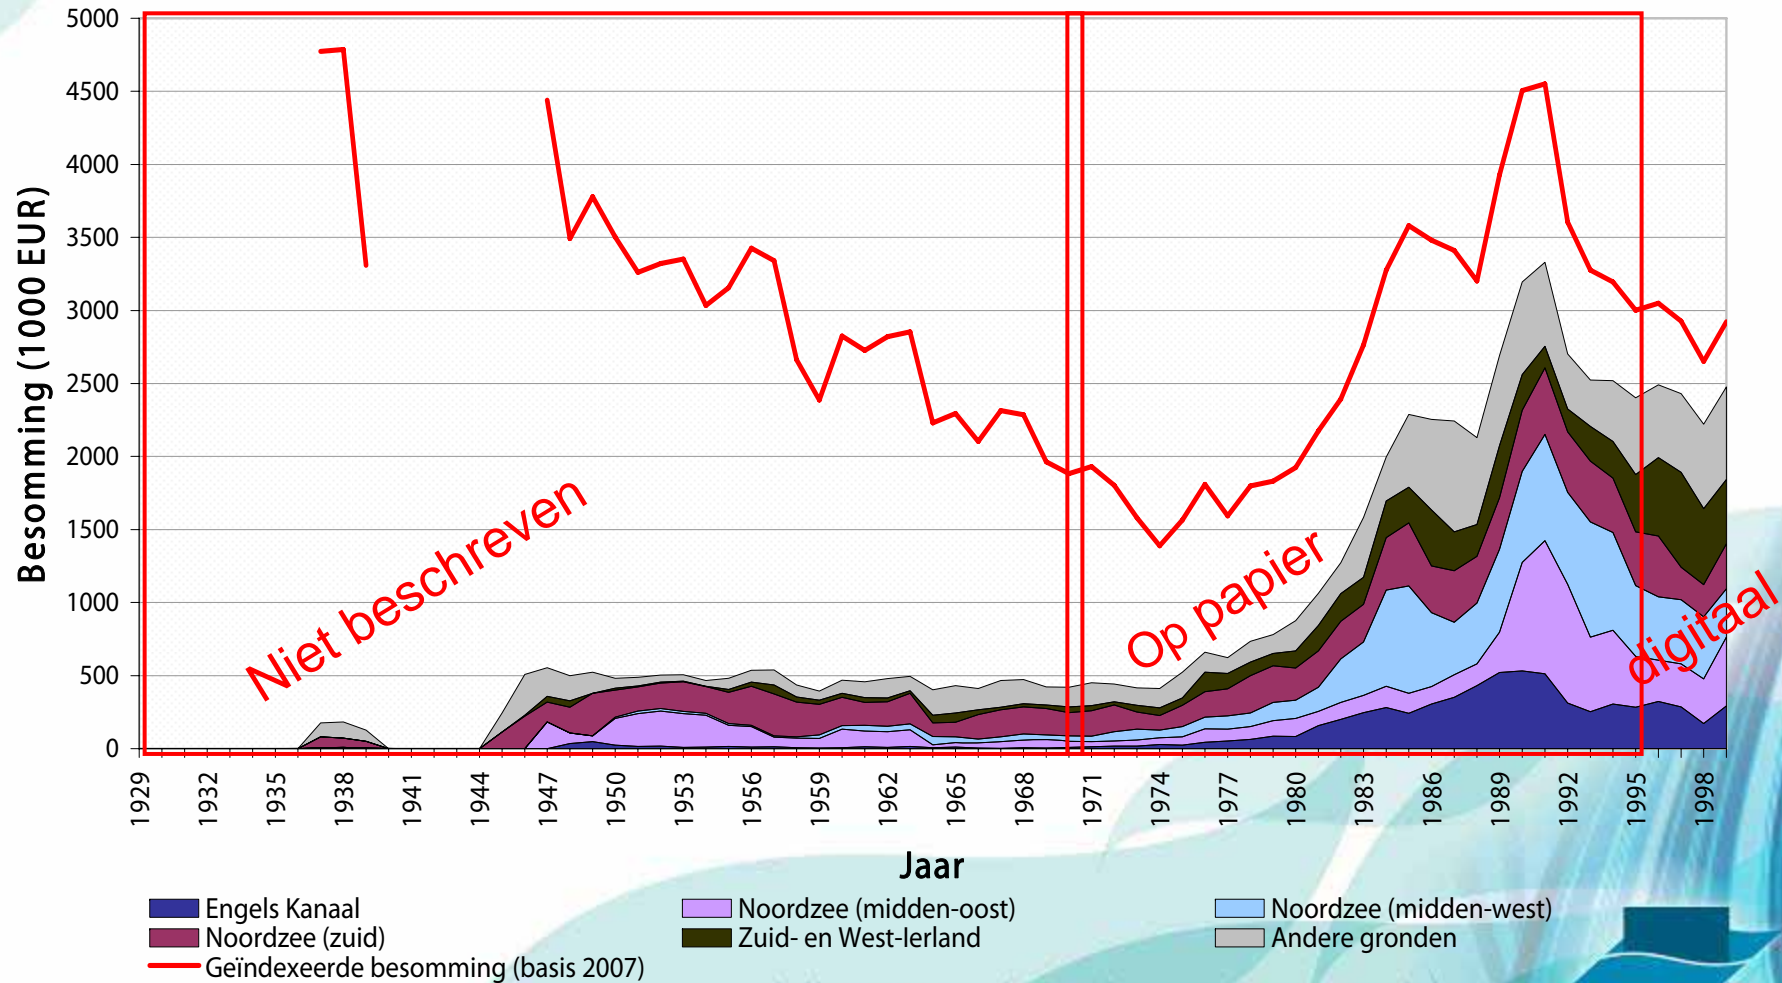 5000
4500
4000
3500
3000
2500
2000
1500
1000
500
0
Besomming (1000 EUR)
Niet beschreven
Op papier
digitaal
1929 1932 1935 1938 1941 1944 1947 1950 1953 1956 1959 1962 1965 1968 1971 1974 1977 1980 1983 1986 1989 1992 1995 1998
Jaar
Engels Kanaal Noordzee (midden-oost) Noordzee (midden-west)
Noordzee (zuid) Zuid- en West-Ierland Andere gronden
Geïndexeerde besomming (basis 2007)